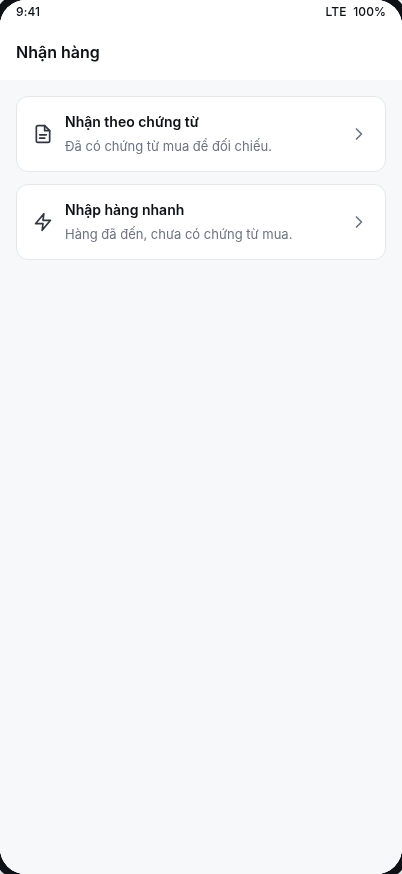 9:41 LTE 100%
Nhận hàng
Nhận theo chứng từ
Đã có chứng từ mua để đối chiếu.
Nhập hàng nhanh
Hàng đã đến, chưa có chứng từ mua.